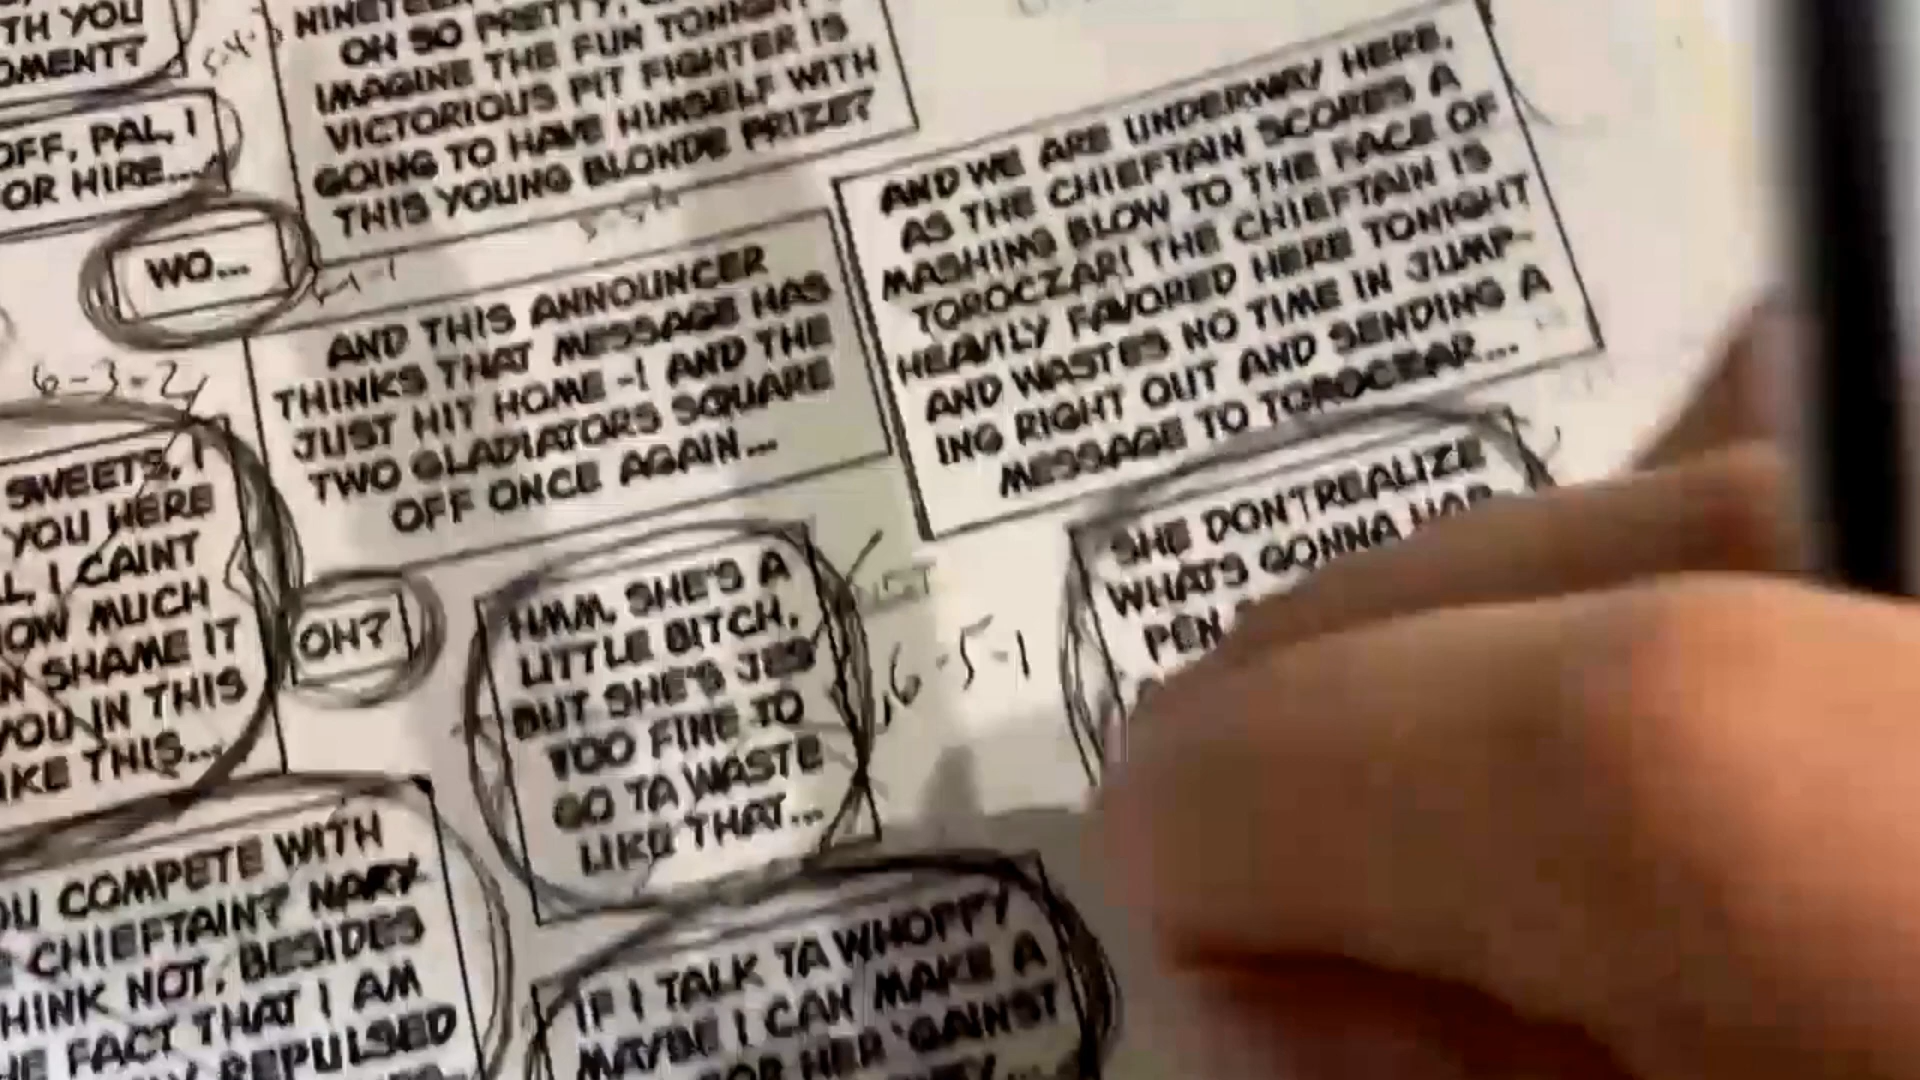 TH YOU
OMENT?
5-4-3
OFF, PAL, I
OR HIRE...
WO...
OH SO PRETTY,
IMAGINE THE FUN TONIGHT
VICTORIOUS PIT FIGHTER IS
GOING TO HAVE HIMSELF WITH
THIS YOUNG BLONDE PRIZE?
AND THIS ANNOUNCER
THINKS THAT MESSAGE HAS
JUST HIT HOME -! AND THE
TWO GLADIATORS SQUARE
OFF ONCE AGAIN...
AND WE ARE UNDERWAY HERE,
AS THE CHIEFTAIN SCORES A
MASHING BLOW TO THE FACE OF
TOROCZAR! THE CHIEFTAIN IS
HEAVILY FAVORED HERE TONIGHT
AND WASTES NO TIME IN JUMP-
ING RIGHT OUT AND SENDING A
MESSAGE TO TOROCZAR...
6-3-2
SWEETS, I
YOU HERE
L, I CAINT
OW MUCH
N SHAME IT
YOU IN THIS
IKE THIS...
OH?
HMM, SHE'S A
LITTLE BITCH,
BUT SHE'S JES'
TOO FINE TO
GO TA WASTE
LIKE THAT...
6-5-1
SHE DON'T REALIZE
WHATS GONNA HAP
PEN
OU COMPETE WITH
CHIEFTAIN? NARY
HINK NOT, BESIDES
HE FACT THAT I AM
REPULSED
IF I TALK TA WHOPPY
MAYBE I CAN MAKE A
FOR HER 'GAINST